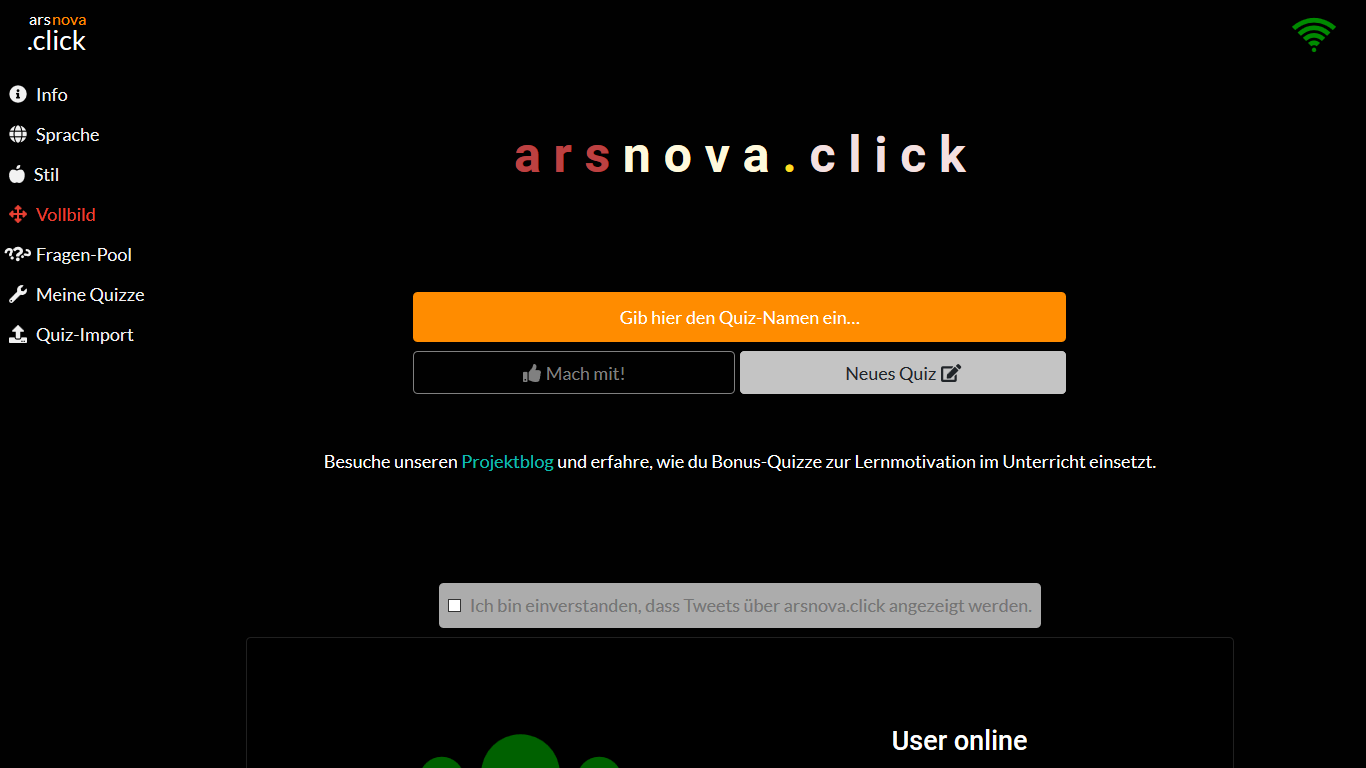 arsnova
.click
Info
Sprache
Stil
Vollbild
Fragen-Pool
Meine Quizze
Quiz-Import
arsnova.click
Gib hier den Quiz-Namen ein...
Mach mit!
Neues Quiz
Besuche unseren Projektblog und erfahre, wie du Bonus-Quizze zur Lernmotivation im Unterricht einsetzt.
Ich bin einverstanden, dass Tweets über arsnova.click angezeigt werden.
User online